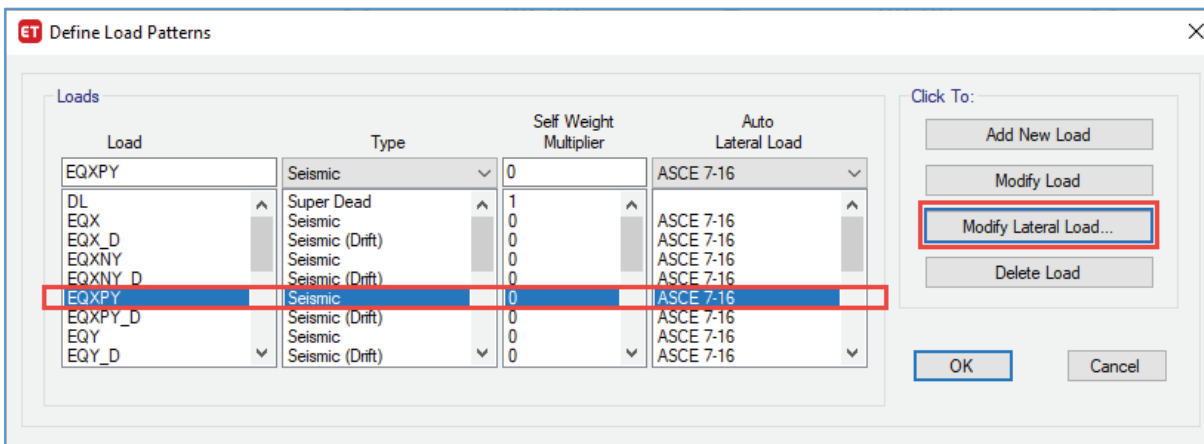 ET Define Load Patterns
Loads
Load Type Self Weight Multiplier Auto Lateral Load
EQXPY Seismic 0 ASCE 7-16
DL Super Dead 1
EQX Seismic 0 ASCE 7-16
EQX_D Seismic (Drift) 0 ASCE 7-16
EQXNY Seismic 0 ASCE 7-16
EQXNY_D Seismic (Drift) 0 ASCE 7-16
EQXPY Seismic 0 ASCE 7-16
EQXPY_D Seismic (Drift) 0 ASCE 7-16
EQY Seismic 0 ASCE 7-16
EQY_D Seismic (Drift) 0 ASCE 7-16
Click To:
Add New Load
Modify Load
Modify Lateral Load...
Delete Load
OK Cancel